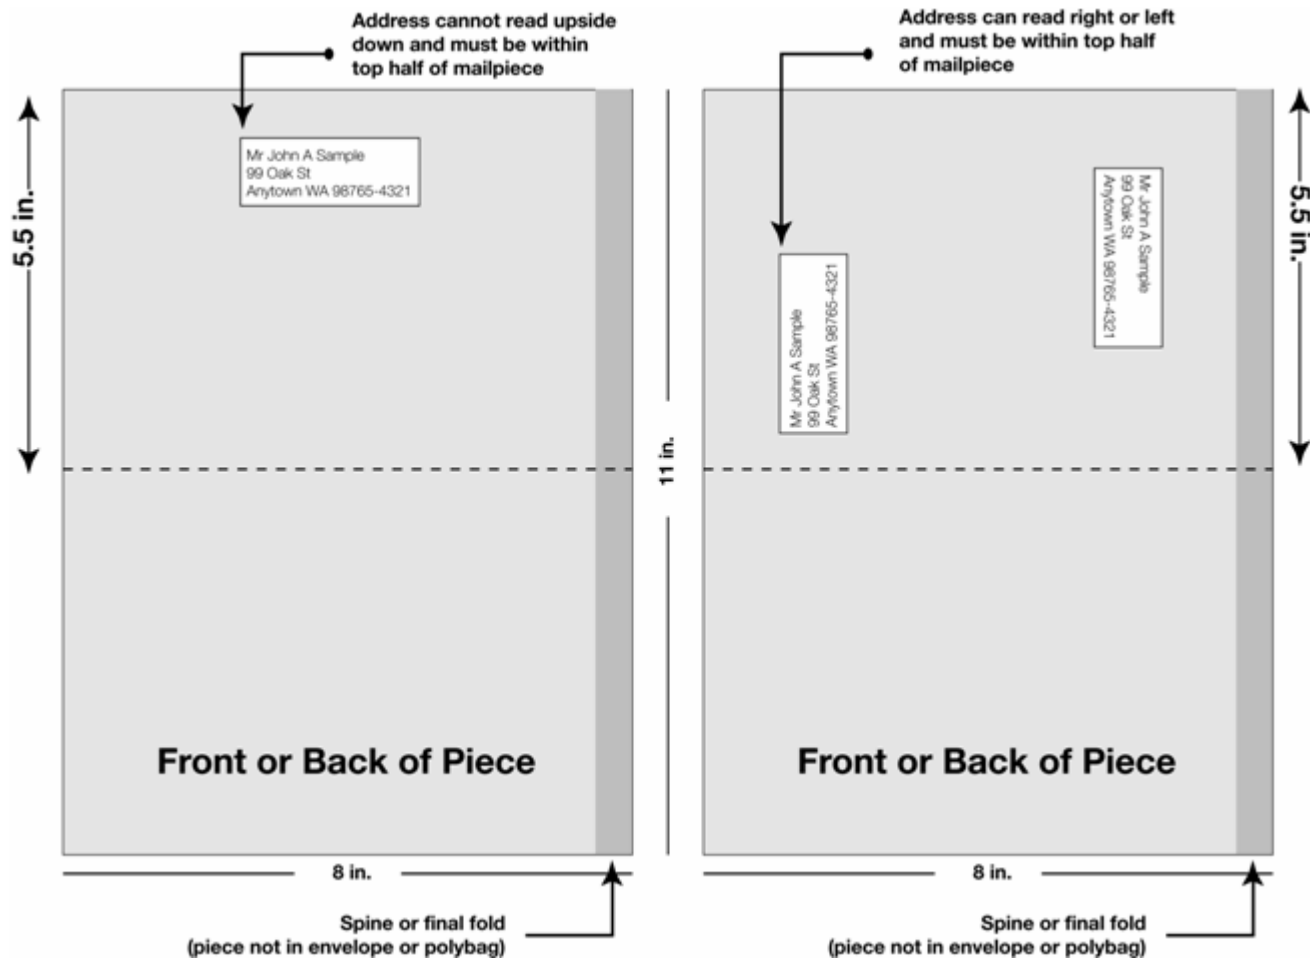 Address cannot read upside
down and must be within
top half of mailpiece
Mr John A Sample
99 Oak St
Anytown WA 98765-4321
5.5 in.
Front or Back of Piece
8 in.
Spine or final fold
(piece not in envelope or polybag)
11 in.
Address can read right or left
and must be within top half
of mailpiece
Mr John A Sample
99 Oak St
Anytown WA 98765-4321
Mr John A Sample
99 Oak St
Anytown WA 98765-4321
5.5 in.
Front or Back of Piece
8 in.
Spine or final fold
(piece not in envelope or polybag)